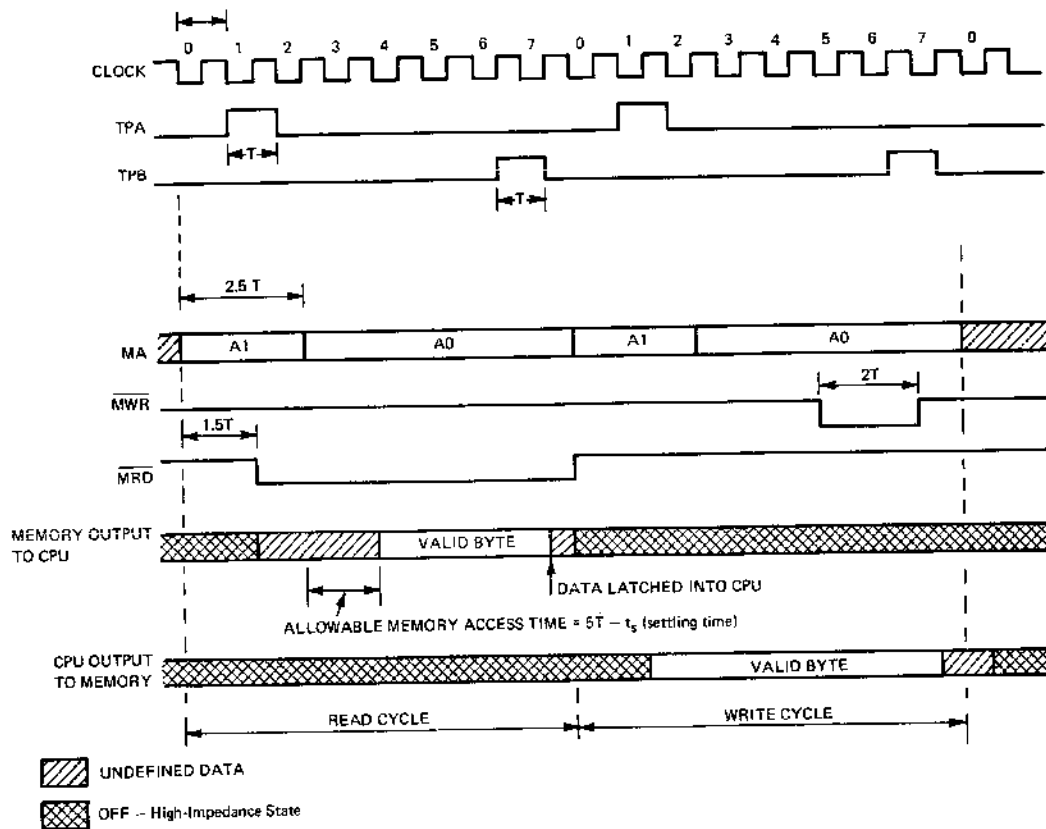 0 1 2 3 4 5 6 7 0 1 2 3 4 5 6 7 0
CLOCK
TPA
T
TPB
T
2.5 T
MA A1 A0 A1 A0
2T
MWR
1.5T
MRD
MEMORY OUTPUT
TO CPU
VALID BYTE
DATA LATCHED INTO CPU
ALLOWABLE MEMORY ACCESS TIME = 5T – ts (settling time)
CPU OUTPUT
TO MEMORY
VALID BYTE
READ CYCLE
WRITE CYCLE
UNDEFINED DATA
OFF -- High-Impedance State